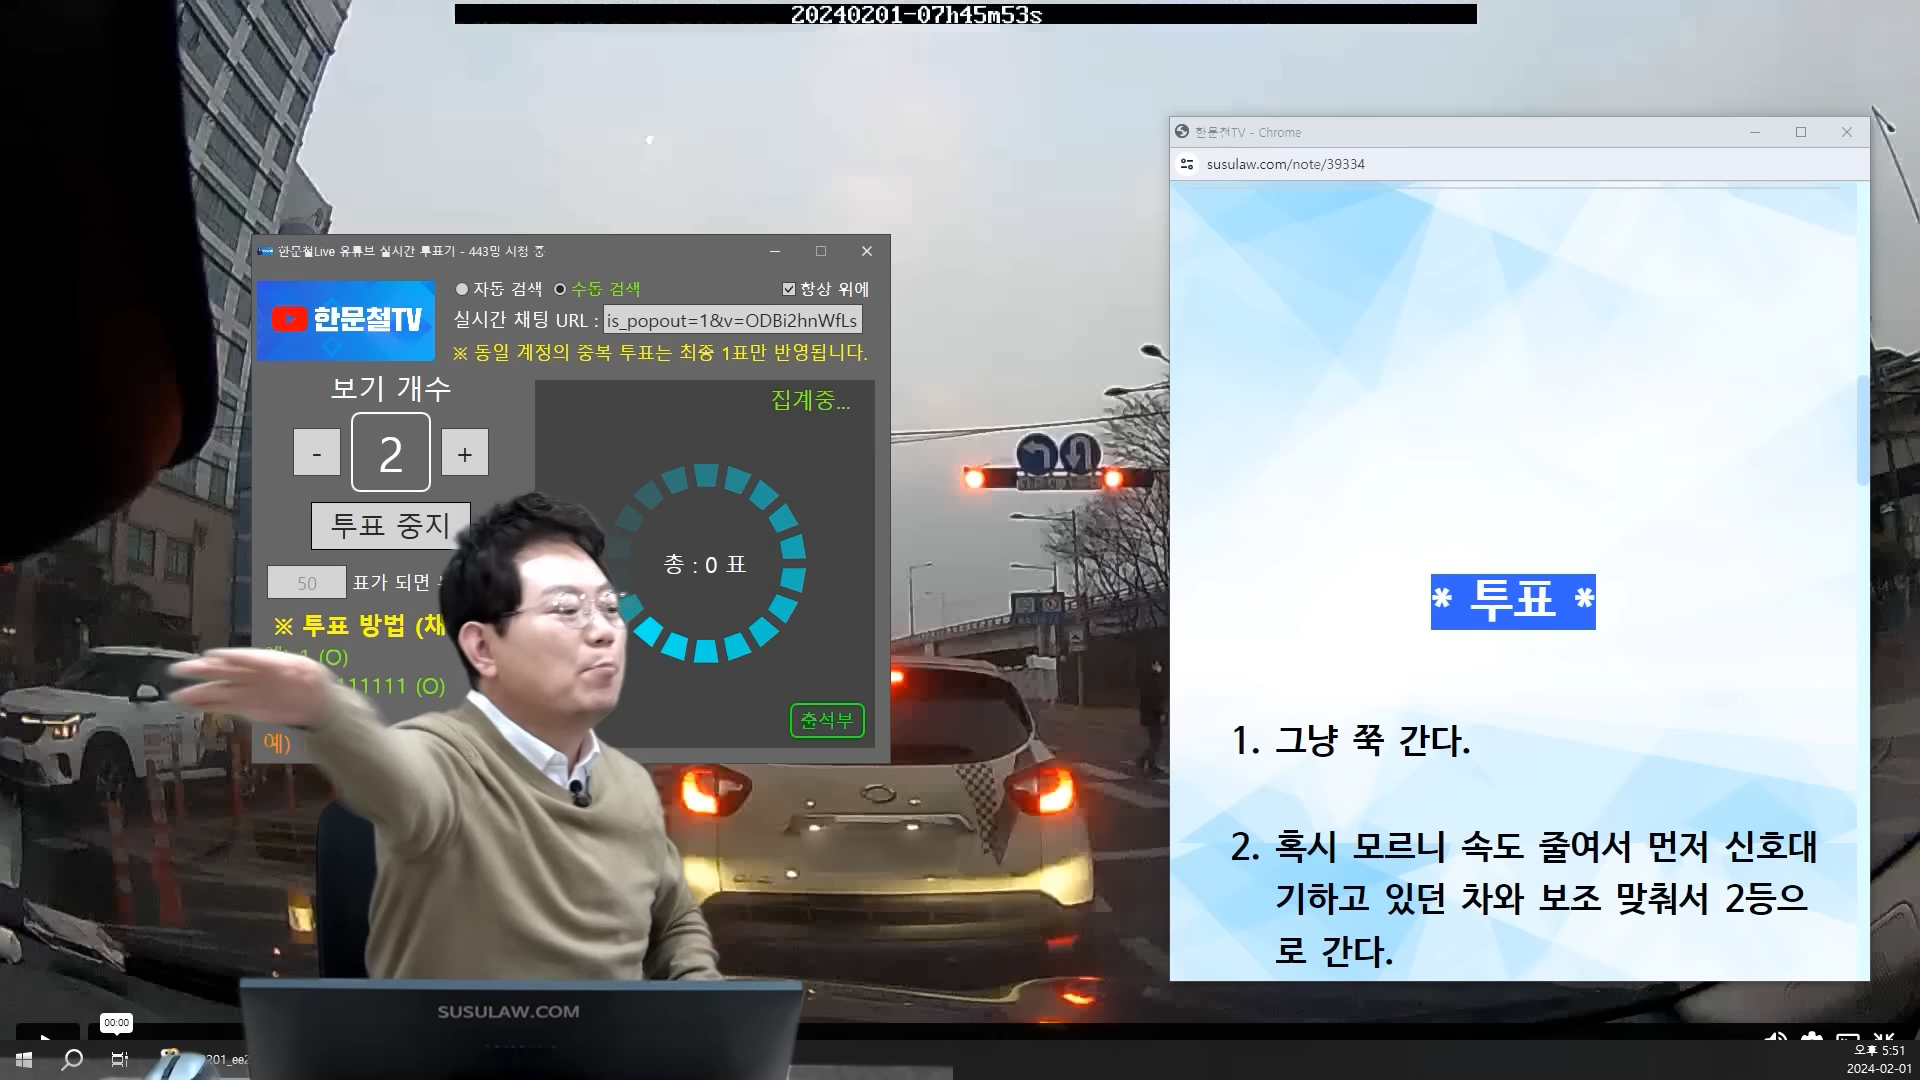 20240201-07h45m53s
한문철TV - Chrome
susulaw.com/note/39334
한문철Live 유튜브 실시간 투표기 - 443명 시청 중
한문철TV
자동 검색
수동 검색
항상 위에
실시간 채팅 URL :
is_popout=1&v=ODBi2hnWfLs
※ 동일 계정의 중복 투표는 최종 1표만 반영됩니다.
보기 개수
-
2
+
투표 중지
50
표가 되면
※ 투표 방법 (채
1 (O)
111111 (O)
예)
집계중...
총 : 0 표
출석부
* 투표 *
1. 그냥 쭉 간다.
2. 혹시 모르니 속도 줄여서 먼저 신호대
기하고 있던 차와 보조 맞춰서 2등으
로 간다.
SUSULAW.COM
00:00
201_ee2
오후 5:51
2024-02-01